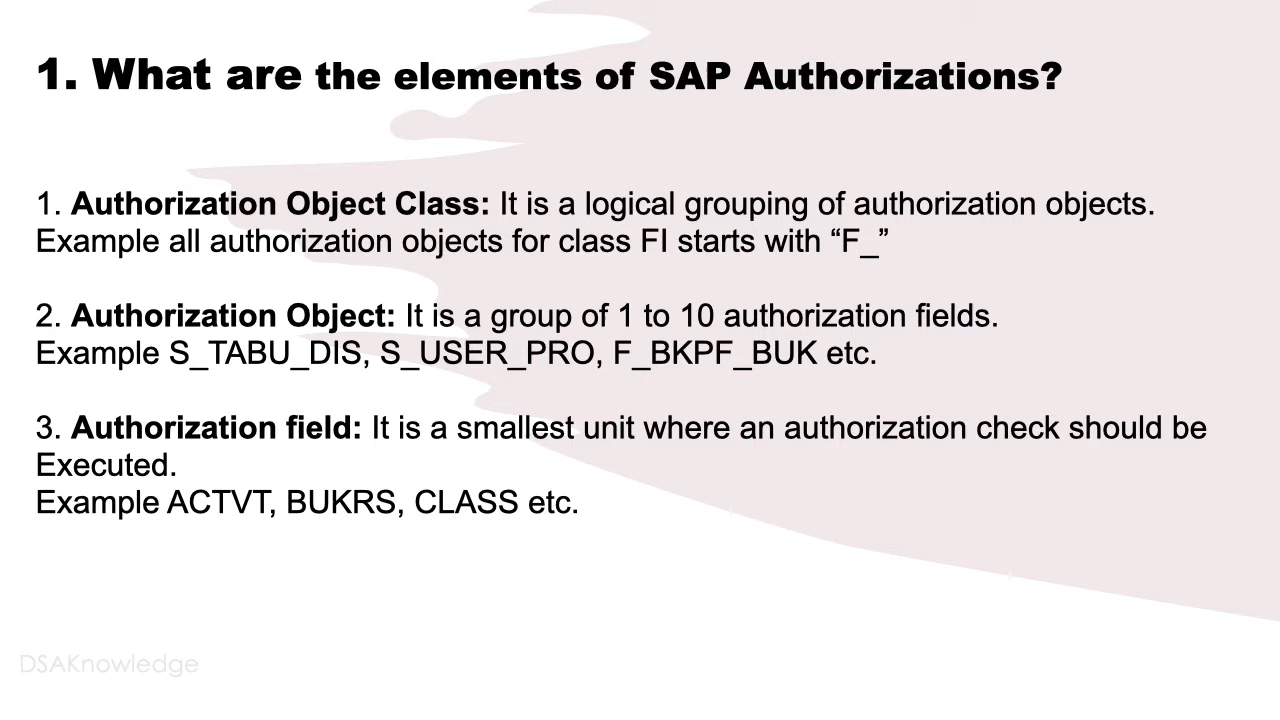 1. What are the elements of SAP Authorizations?
1. Authorization Object Class: It is a logical grouping of authorization objects.
Example all authorization objects for class FI starts with “F_”
2. Authorization Object: It is a group of 1 to 10 authorization fields.
Example S_TABU_DIS, S_USER_PRO, F_BKPF_BUK etc.
3. Authorization field: It is a smallest unit where an authorization check should be
Executed.
Example ACTVT, BUKRS, CLASS etc.
DSAKnowledge